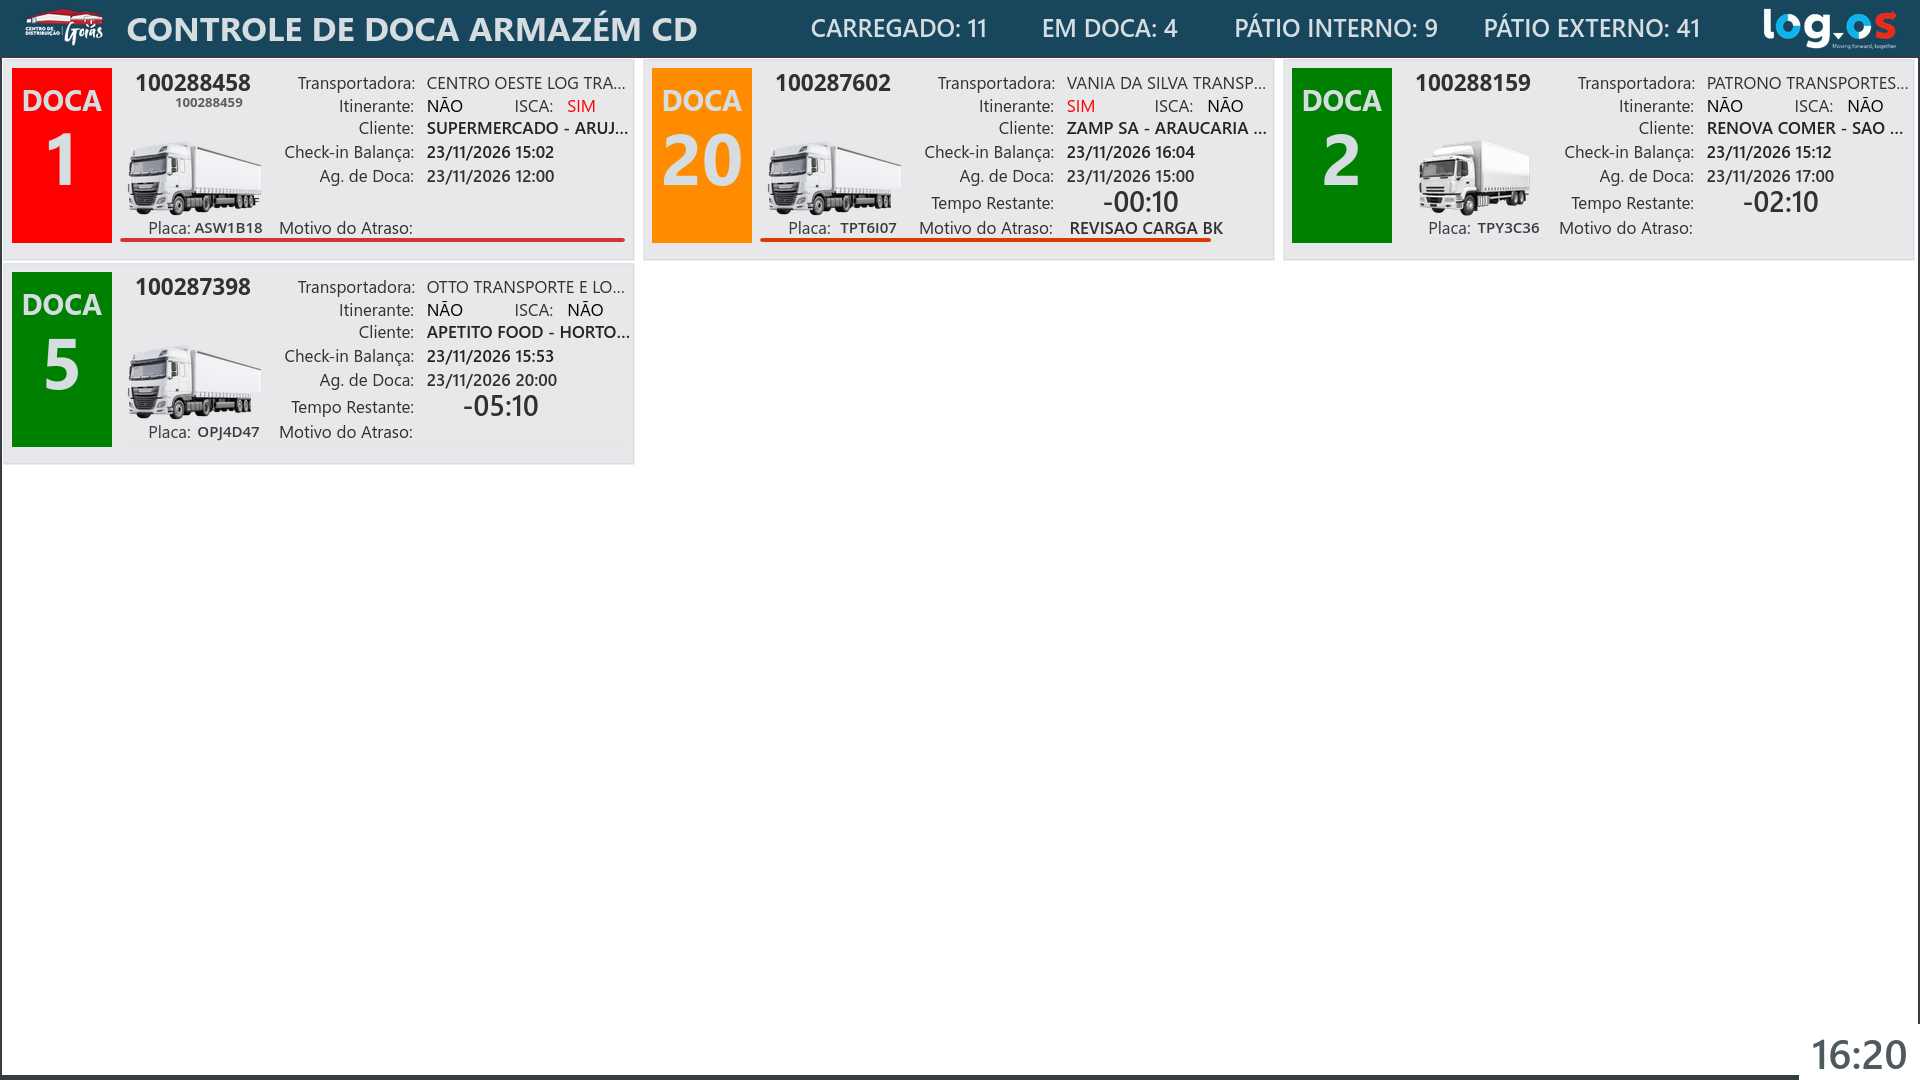 CENTRO DE
DISTRIBUIÇÃO
Goiás
CONTROLE DE DOCA ARMAZÉM CD
CARREGADO: 11
EM DOCA: 4
PÁTIO INTERNO: 9
PÁTIO EXTERNO: 41
log.os
Moving forward, together
DOCA
1
100288458
100288459
Placa: ASW1B18
Transportadora: CENTRO OESTE LOG TRA...
Itinerante: NÃO ISCA: SIM
Cliente: SUPERMERCADO - ARUJ...
Check-in Balança: 23/11/2026 15:02
Ag. de Doca: 23/11/2026 12:00
Motivo do Atraso:
DOCA
20
100287602
Placa: TPT6I07
Transportadora: VANIA DA SILVA TRANSP...
Itinerante: SIM ISCA: NÃO
Cliente: ZAMP SA - ARAUCARIA ...
Check-in Balança: 23/11/2026 16:04
Ag. de Doca: 23/11/2026 15:00
Tempo Restante: -00:10
Motivo do Atraso: REVISAO CARGA BK
DOCA
2
100288159
Placa: TPY3C36
Transportadora: PATRONO TRANSPORTES...
Itinerante: NÃO ISCA: NÃO
Cliente: RENOVA COMER - SAO ...
Check-in Balança: 23/11/2026 15:12
Ag. de Doca: 23/11/2026 17:00
Tempo Restante: -02:10
Motivo do Atraso:
DOCA
5
100287398
Placa: OPJ4D47
Transportadora: OTTO TRANSPORTE E LO...
Itinerante: NÃO ISCA: NÃO
Cliente: APETITO FOOD - HORTO...
Check-in Balança: 23/11/2026 15:53
Ag. de Doca: 23/11/2026 20:00
Tempo Restante: -05:10
Motivo do Atraso:
16:20